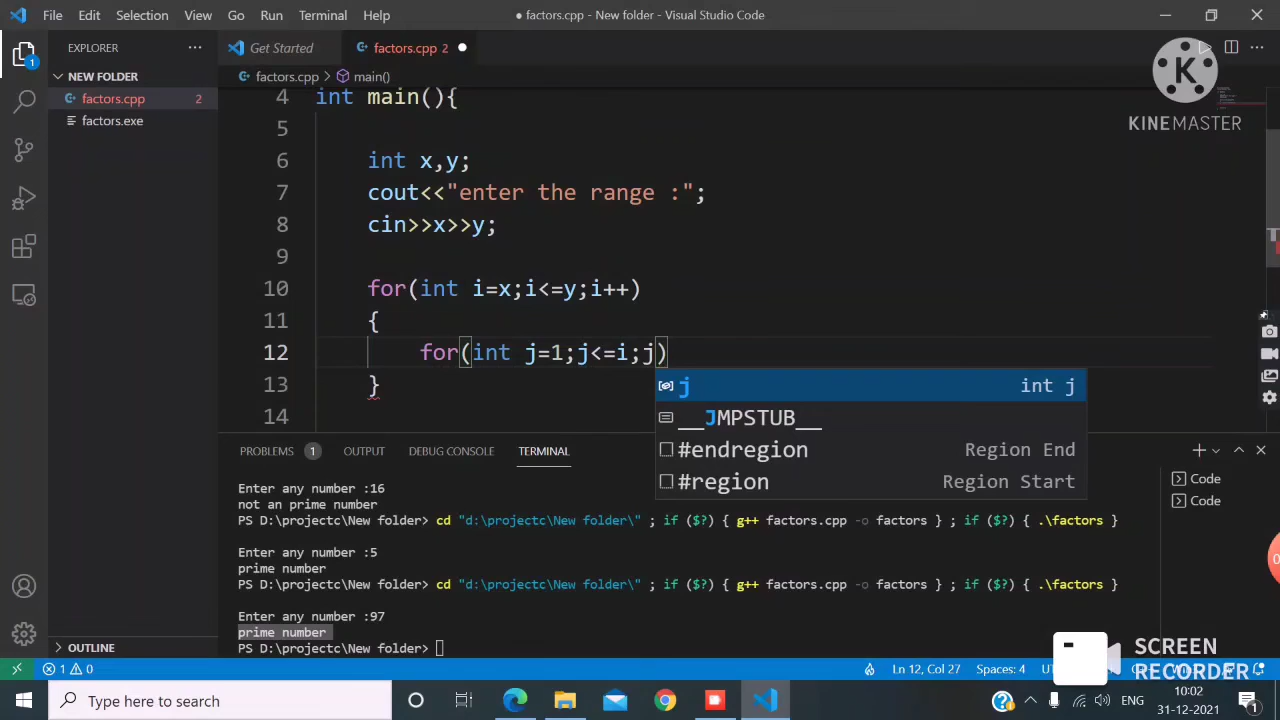 File Edit Selection View Go Run Terminal Help
● factors.cpp - New folder - Visual Studio Code
EXPLORER
Get Started
factors.cpp 2
NEW FOLDER
factors.cpp 2
factors.exe
factors.cpp > main()
4 int main(){
5
6 int x,y;
7 cout<<"enter the range :";
8 cin>>x>>y;
9
10 for(int i=x;i<=y;i++)
11 {
12 for(int j=1;j<=i;j)
13 }
14
j int j
__JMPSTUB__
#endregion Region End
#region Region Start
K
KINEMASTER
PROBLEMS 1 OUTPUT DEBUG CONSOLE TERMINAL
Enter any number :16
not an prime number
PS D:\projectc\New folder> cd "d:\projectc\New folder\" ; if ($?) { g++ factors.cpp -o factors } ; if ($?) { .\factors }
Enter any number :5
prime number
PS D:\projectc\New folder> cd "d:\projectc\New folder\" ; if ($?) { g++ factors.cpp -o factors } ; if ($?) { .\factors }
Enter any number :97
prime number
PS D:\projectc\New folder>
Code
Code
1
OUTLINE
SCREEN
RECORDER
1 0
Ln 12, Col 27 Spaces: 4
Type here to search
ENG
10:02
31-12-2021
1